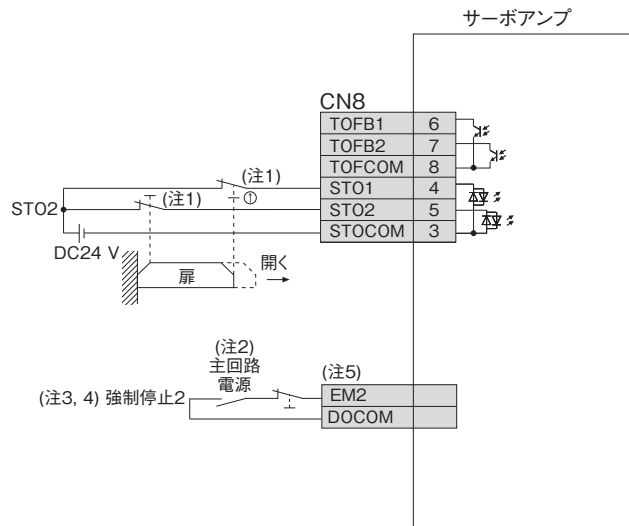 サーボアンプ
CN8
TOFB1 6
TOFB2 7
TOFCOM 8
STO1 4
STO2 5
STOCOM 3
(注1)
(注1)
STO2
DC24 V
扉
開く
(注2)
主回路
電源
(注3, 4) 強制停止2
(注5)
EM2
DOCOM